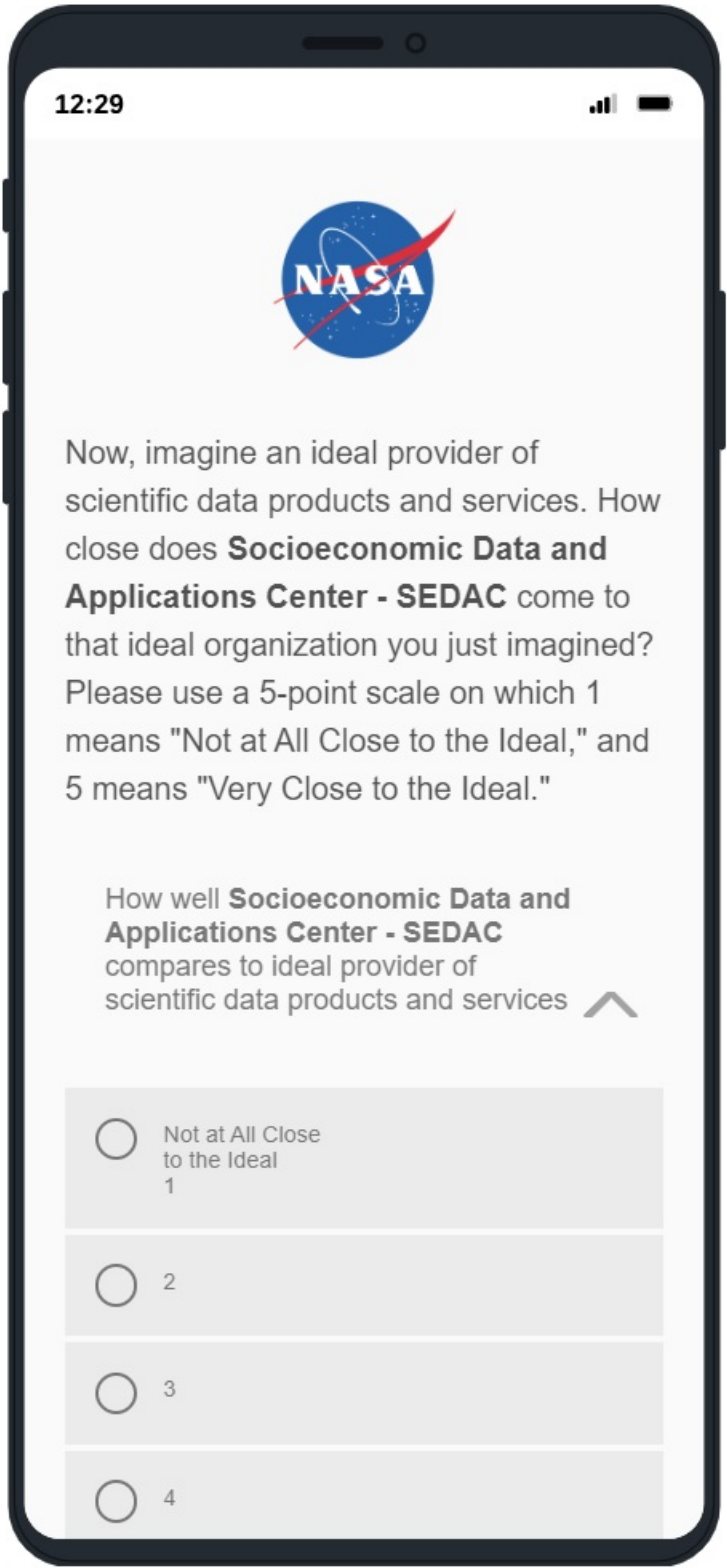 12:29
NASA
Now, imagine an ideal provider of
scientific data products and services. How
close does Socioeconomic Data and
Applications Center - SEDAC come to
that ideal organization you just imagined?
Please use a 5-point scale on which 1
means "Not at All Close to the Ideal," and
5 means "Very Close to the Ideal."
How well Socioeconomic Data and
Applications Center - SEDAC
compares to ideal provider of
scientific data products and services
Not at All Close
to the Ideal
1
2
3
4